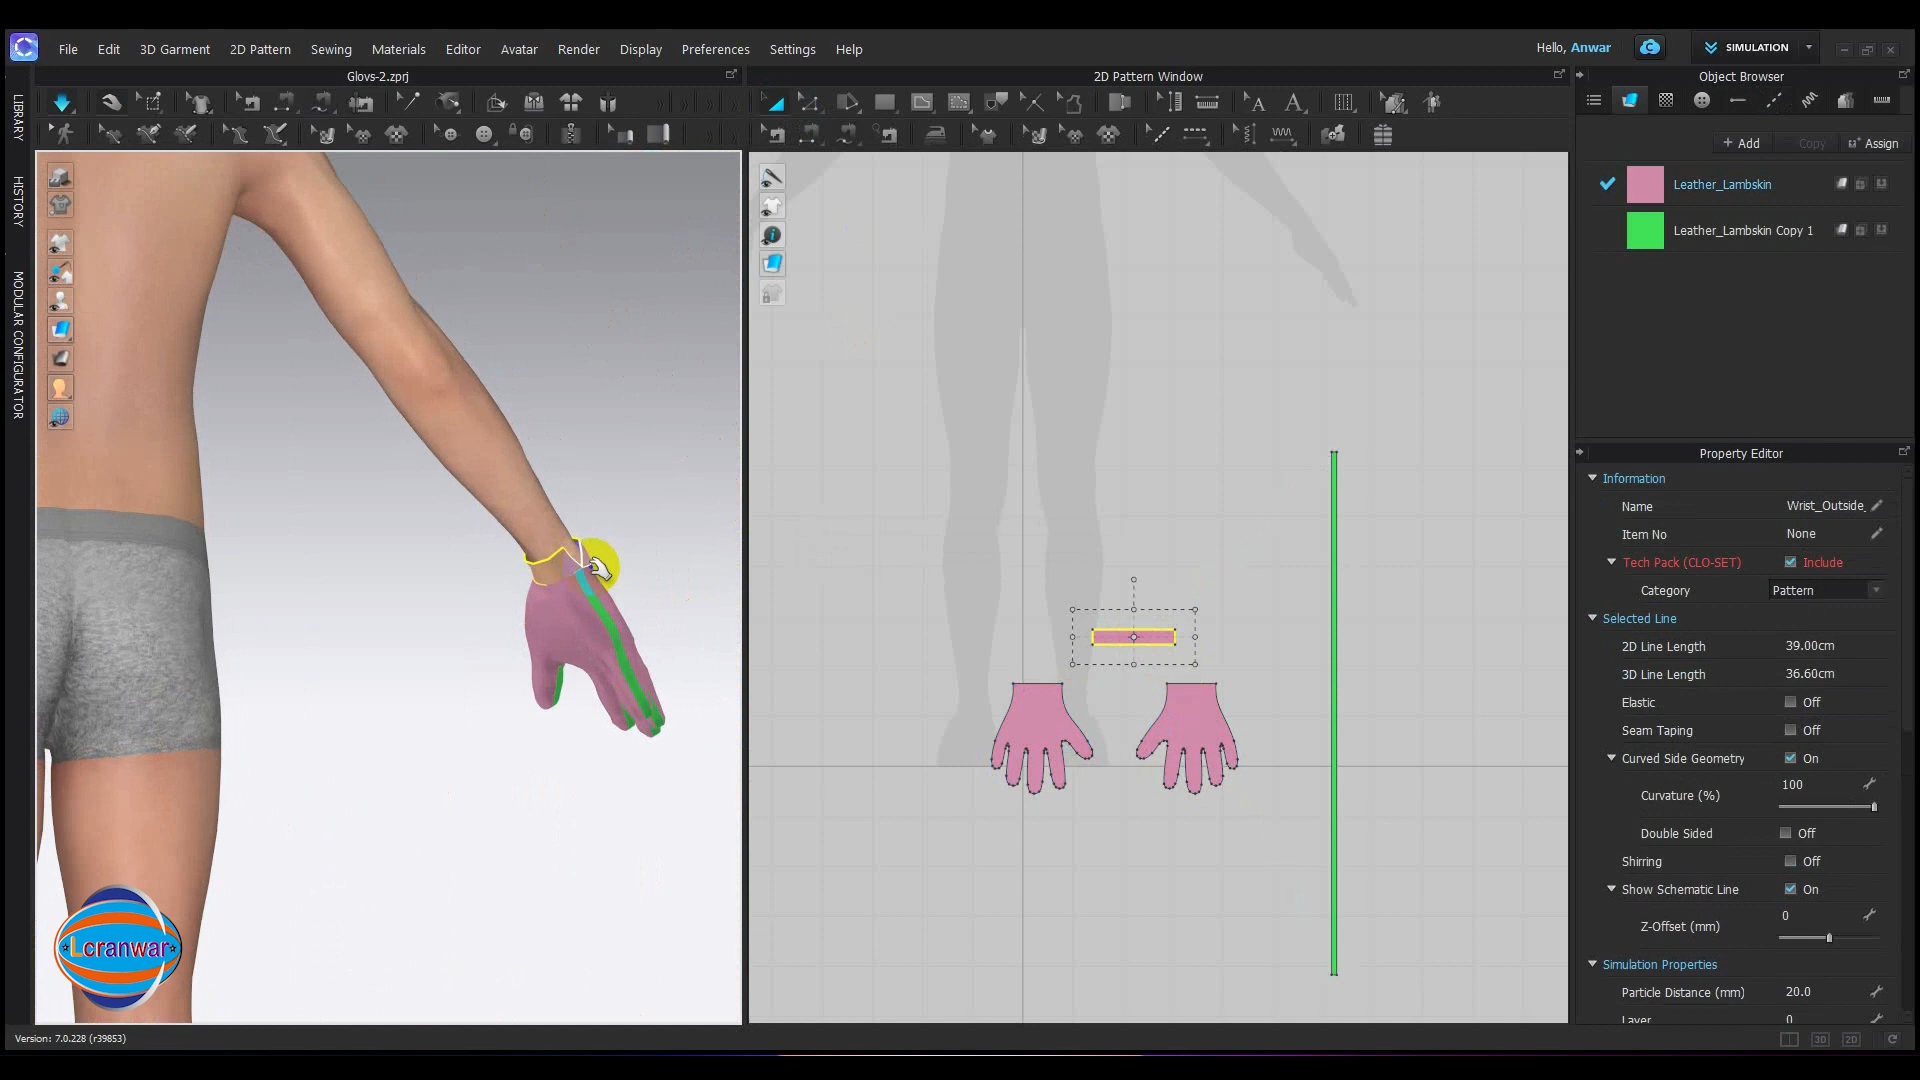 File Edit 3D Garment 2D Pattern Sewing Materials Editor Avatar Render Display Preferences Settings Help
Hello, Anwar
SIMULATION
Glovs-2.zprj
2D Pattern Window
Object Browser
LIBRARY
HISTORY
MODULAR CONFIGURATOR
+ Add Copy Assign
Leather_Lambskin
Leather_Lambskin Copy 1
Property Editor
Information
Name Wrist_Outside_
Item No None
Tech Pack (CLO-SET) Include
Category Pattern
Selected Line
2D Line Length 39.00cm
3D Line Length 36.60cm
Elastic Off
Seam Taping Off
Curved Side Geometry On
Curvature (%) 100
Double Sided Off
Shirring Off
Show Schematic Line On
Z-Offset (mm) 0
Simulation Properties
Particle Distance (mm) 20.0
Layer 0
Lcranwar
Version: 7.0.228 (r39853)
3D 2D